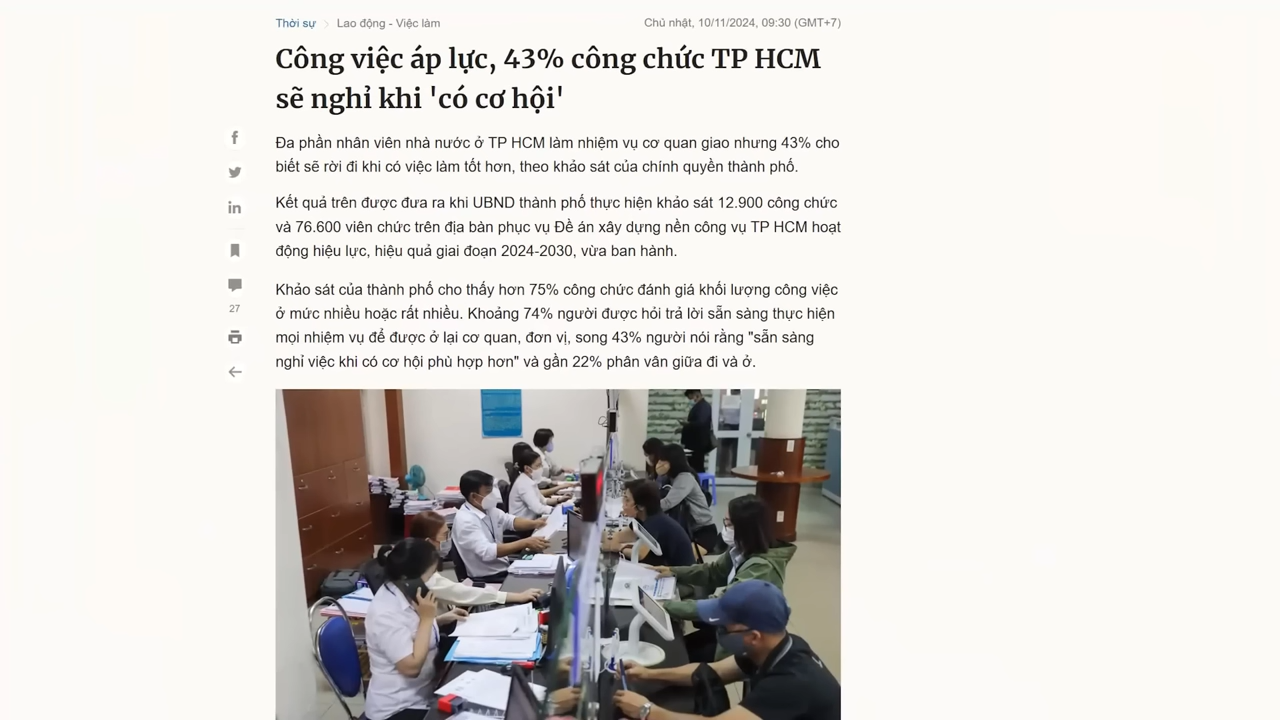 Thời sự
Lao động - Việc làm
Chủ nhật, 10/11/2024, 09:30 (GMT+7)
Công việc áp lực, 43% công chức TP HCM
sẽ nghỉ khi 'có cơ hội'
Đa phần nhân viên nhà nước ở TP HCM làm nhiệm vụ cơ quan giao nhưng 43% cho
biết sẽ rời đi khi có việc làm tốt hơn, theo khảo sát của chính quyền thành phố.
Kết quả trên được đưa ra khi UBND thành phố thực hiện khảo sát 12.900 công chức
và 76.600 viên chức trên địa bàn phục vụ Đề án xây dựng nền công vụ TP HCM hoạt
động hiệu lực, hiệu quả giai đoạn 2024-2030, vừa ban hành.
Khảo sát của thành phố cho thấy hơn 75% công chức đánh giá khối lượng công việc
ở mức nhiều hoặc rất nhiều. Khoảng 74% người được hỏi trả lời sẵn sàng thực hiện
mọi nhiệm vụ để được ở lại cơ quan, đơn vị, song 43% người nói rằng "sẵn sàng
nghỉ việc khi có cơ hội phù hợp hơn" và gần 22% phân vân giữa đi và ở.
27